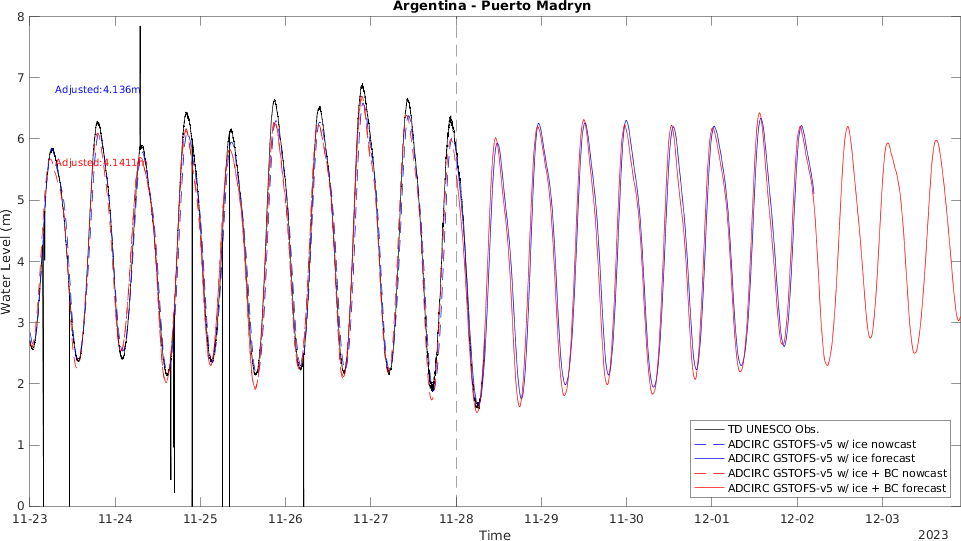 Argentina - Puerto Madryn
8
7
6
5
4
3
2
1
0
Water Level (m)
Adjusted:4.136m
Adjusted:4.1411m
TD UNESCO Obs.
ADCIRC GSTOFS-v5 w/ ice nowcast
ADCIRC GSTOFS-v5 w/ ice forecast
ADCIRC GSTOFS-v5 w/ ice + BC nowcast
ADCIRC GSTOFS-v5 w/ ice + BC forecast
11-23 11-24 11-25 11-26 11-27 11-28 11-29 11-30 12-01 12-02 12-03
Time
2023